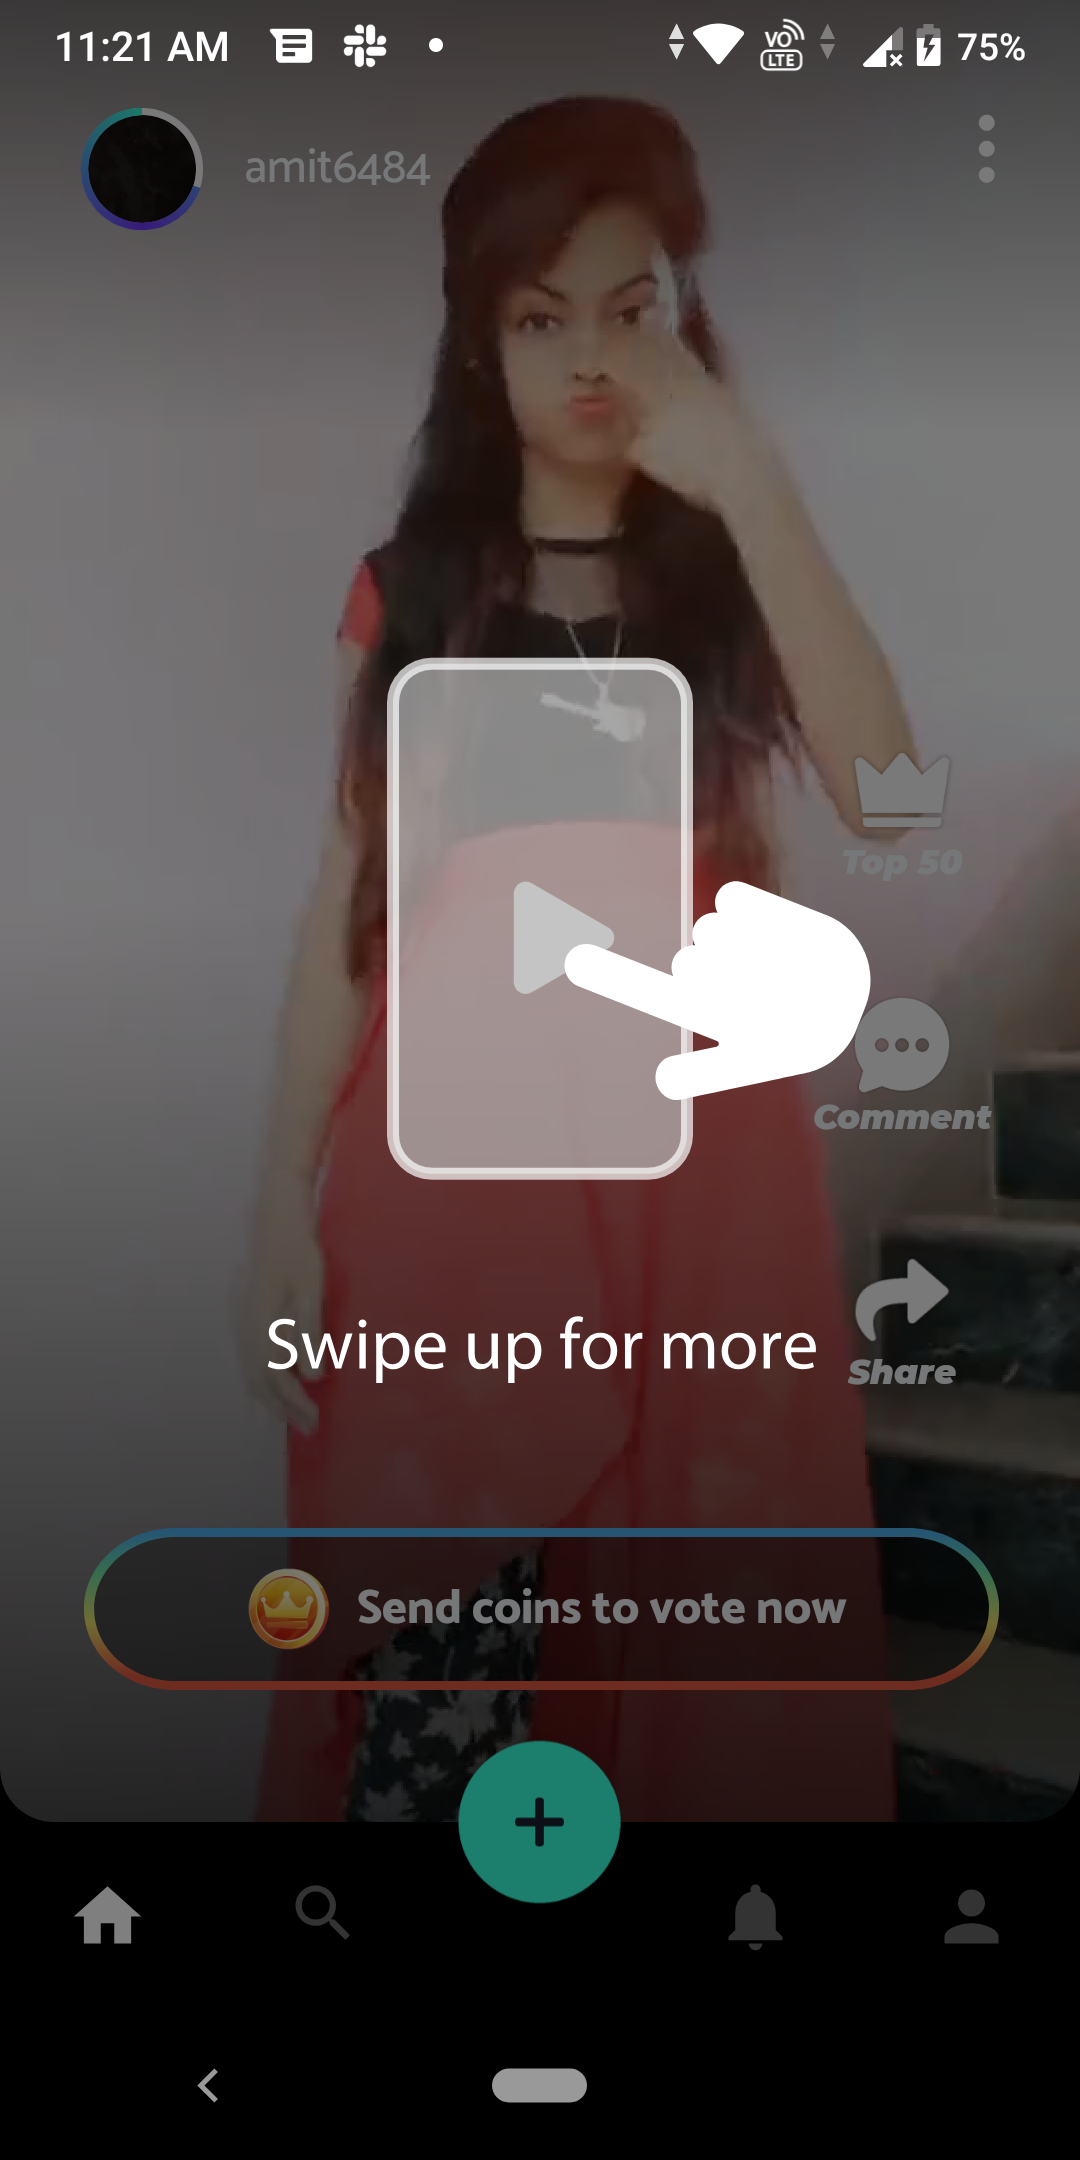 11:21 AM
VO
LTE
75%
amit6484
Top 50
Comment
Swipe up for more
Share
Send coins to vote now